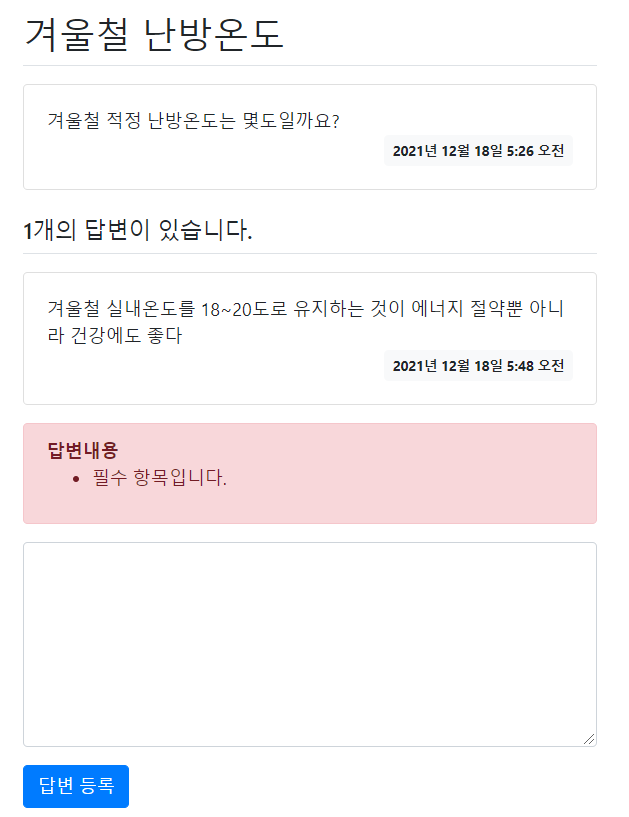 겨울철 난방온도
겨울철 적정 난방온도는 몇도일까요?
2021년 12월 18일 5:26 오전
1개의 답변이 있습니다.
겨울철 실내온도를 18~20도로 유지하는 것이 에너지 절약뿐 아니
라 건강에도 좋다
2021년 12월 18일 5:48 오전
답변내용
• 필수 항목입니다.
답변 등록